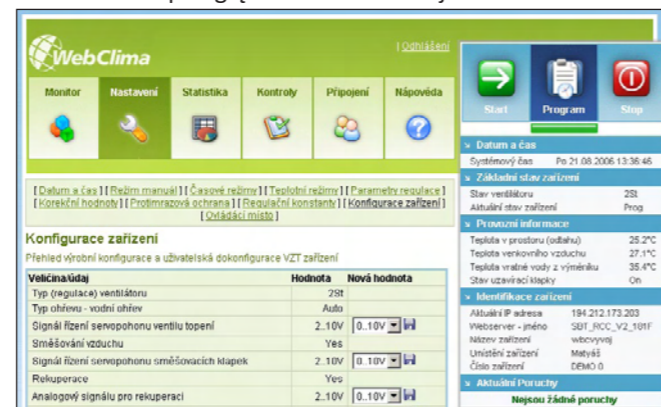 WebClima
Odhlášení
Monitor
Nastavení
Statistika
Kontroly
Připojení
Nápověda
Start
Program
Stop
[ Datum a čas ] [ Režim manuál ] [ Časové režimy ] [ Teplotní režimy ] [ Parametry regulace ]
[ Korekční hodnoty ] [ Protimrazová ochrana ] [ Regulační konstanty ] [ Konfigurace zařízení ]
[ Ovládací místo ]
Konfigurace zařízení
Přehled výrobní konfigurace a uživatelská dokonfigurace VZT zařízení
Veličina/údaj Hodnota Nová hodnota
Typ (regulace) ventilátoru 2St
Typ ohřevu - vodní ohřev Auto
Signál řízení servopohonu ventilu topení 2..10V 0..10V
Směšování vzduchu Yes
Signál řízení servopohonu směšovacích klapek 2..10V 0..10V
Rekuperace Yes
Analogový signálu pro rekuperaci 2..10V 0..10V
Datum a čas
Systémový čas Po 21.08.2006 13:36:46
Základní stav zařízení
Stav ventilátoru 2St
Aktuální stav zařízení Prog
Provozní informace
Teplota v prostoru (odtahu) 25.2°C
Teplota venkovního vzduchu 27.1°C
Teplota vratné vody z výměníku 35.4°C
Stav uzavírací klapky On
Identifikace zařízení
Aktuální IP adresa 194.212.173.203
Webserver - jméno SBT_RCC_V2_181F
Název zařízení wbcvyvoj
Umístění zařízení Matyáš
Číslo zařízení DEMO 0
Aktuální Poruchy
Nejsou žádné poruchy